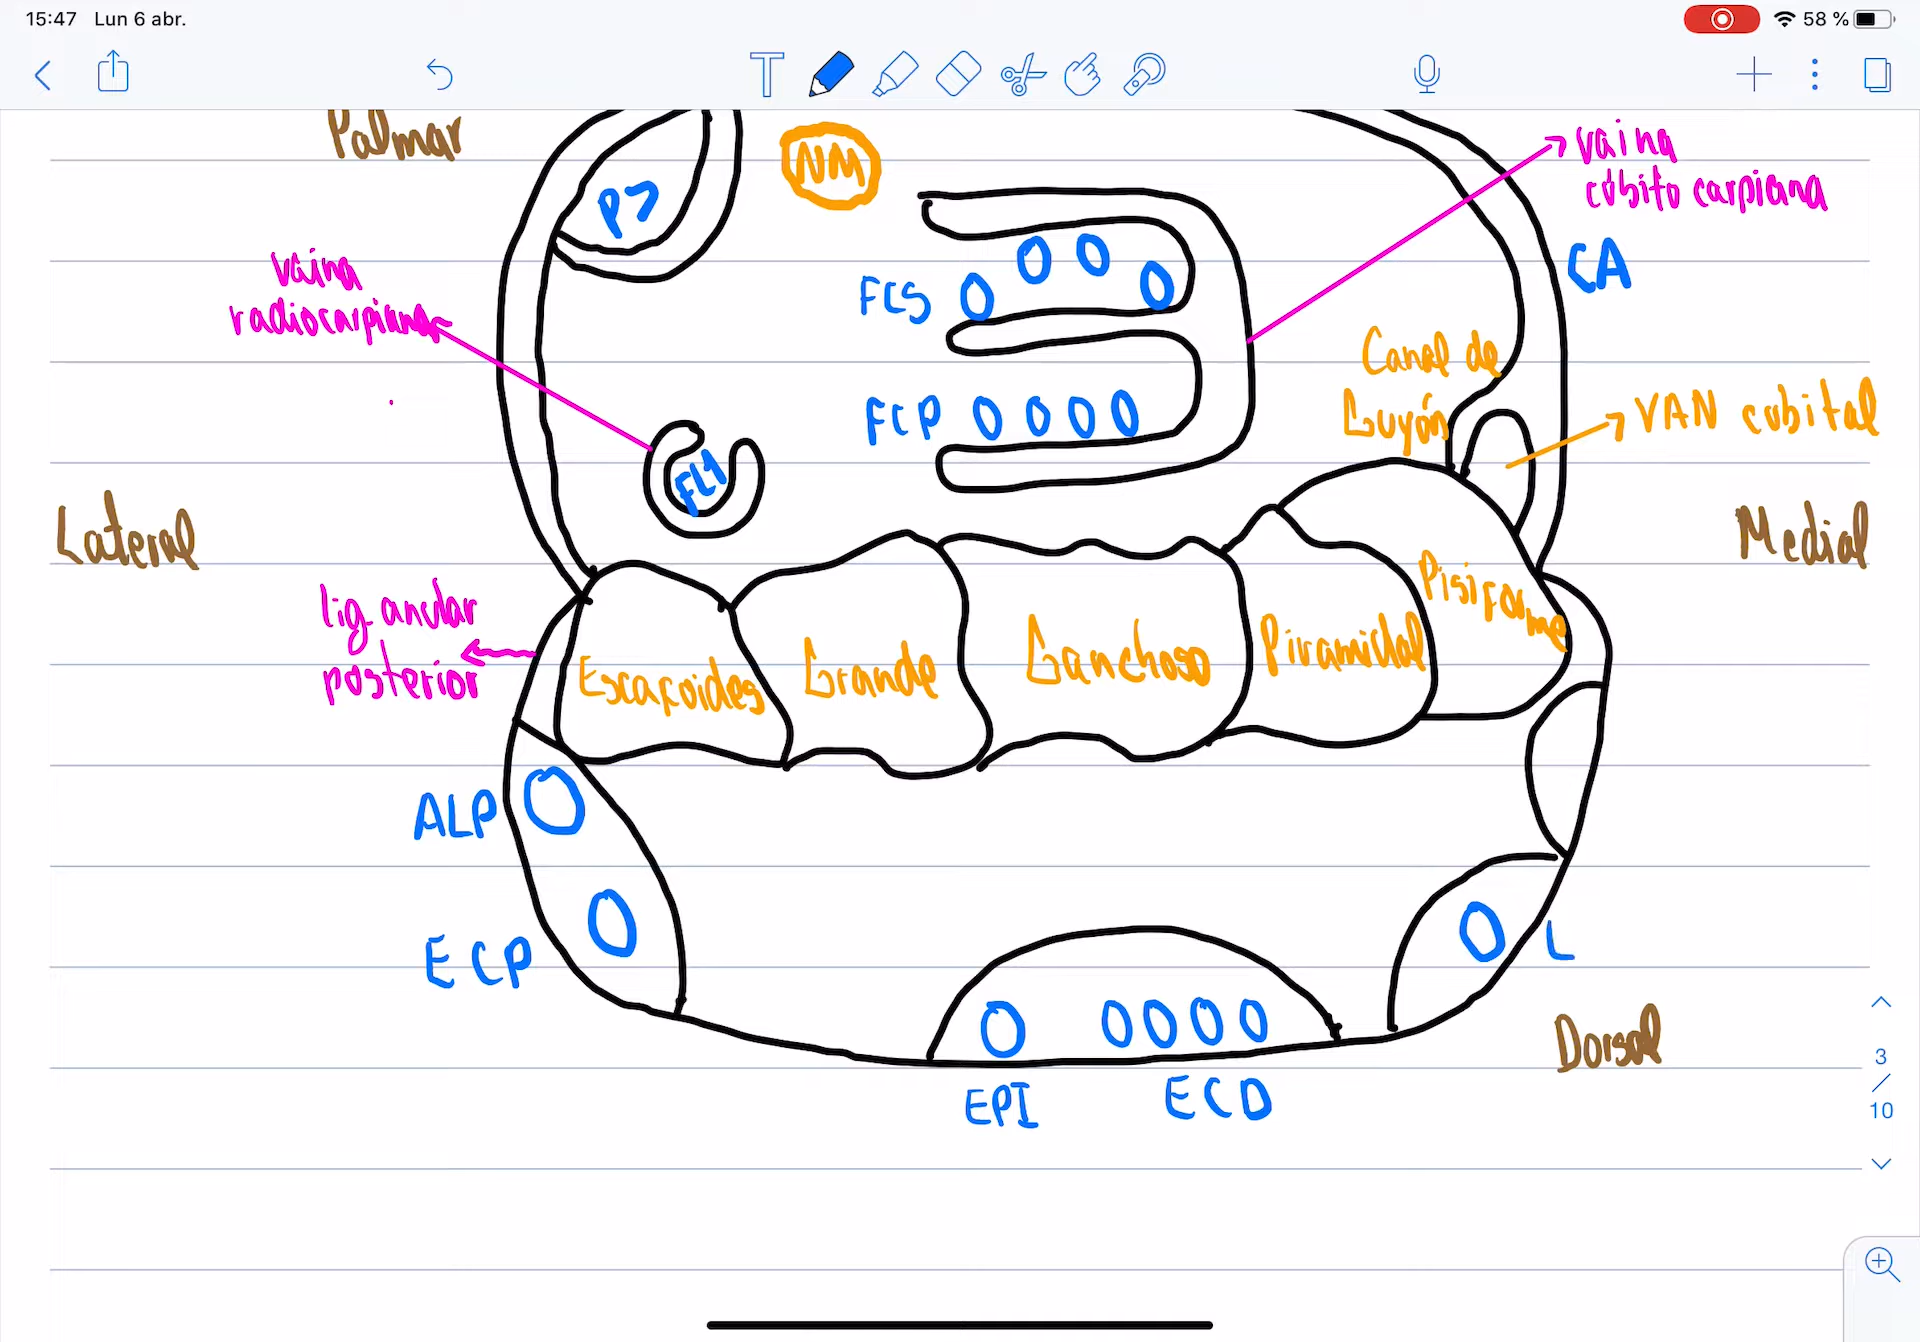 15:47 Lun 6 abr.
58 %
T
Palmar
NM
vaina
cúbito carpiana
vaina
radiocarpiana
FCS
CA
Canal de
Guyón
VAN cubital
FCP
Lateral
Medial
lig anular
posterior
Escafoides
Grande
Ganchoso
Piramidal
Pisiforme
ALP
ECP
L
Dorsal
EPI
ECD
3
/
10